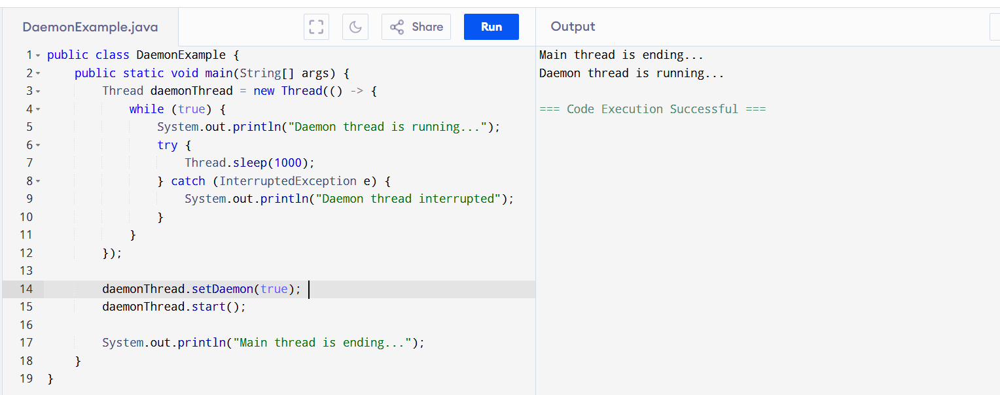 DaemonExample.java
Share
Run
Output
1 public class DaemonExample {
2     public static void main(String[] args) {
3         Thread daemonThread = new Thread(() -> {
4             while (true) {
5                 System.out.println("Daemon thread is running...");
6                 try {
7                     Thread.sleep(1000);
8                 } catch (InterruptedException e) {
9                     System.out.println("Daemon thread interrupted");
10                 }
11             }
12         });
13
14         daemonThread.setDaemon(true);
15         daemonThread.start();
16
17         System.out.println("Main thread is ending...");
18     }
19 }
Main thread is ending...
Daemon thread is running...
=== Code Execution Successful ===